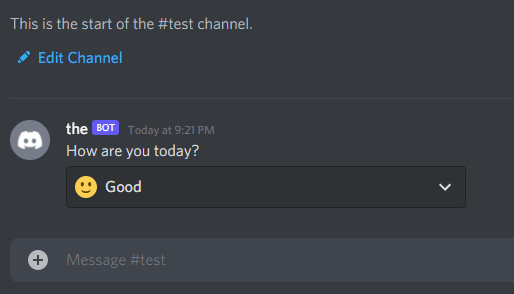 This is the start of the #test channel.
Edit Channel
the BOT Today at 9:21 PM
How are you today?
Good
Message #test